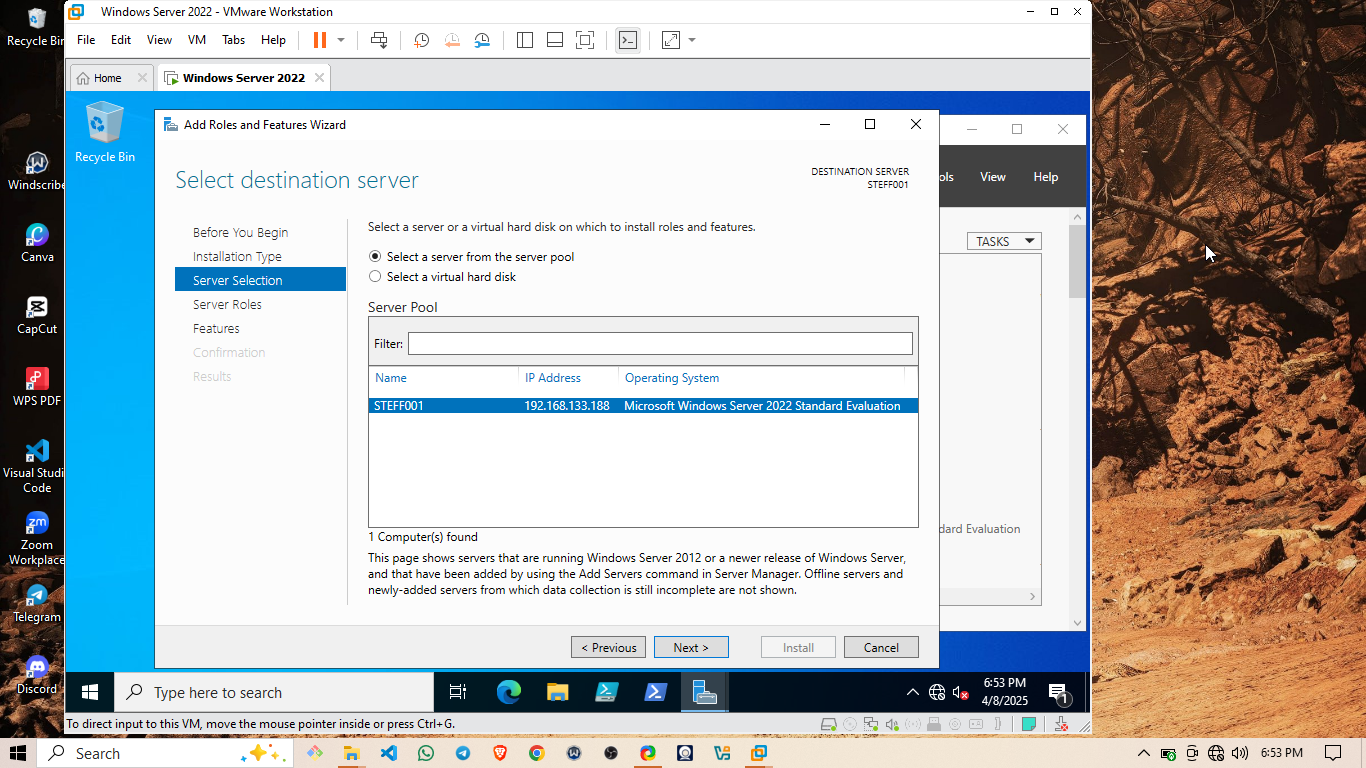 Windows Server 2022 - VMware Workstation
Recycle Bin
File Edit View VM Tabs Help
Home
Windows Server 2022
Recycle Bin
Add Roles and Features Wizard
Select destination server
DESTINATION SERVER
STEFF001
ols View Help
Before You Begin
Installation Type
Server Selection
Server Roles
Features
Confirmation
Results
Select a server or a virtual hard disk on which to install roles and features.
Select a server from the server pool
Select a virtual hard disk
Server Pool
Filter:
Name IP Address Operating System
STEFF001 192.168.133.188 Microsoft Windows Server 2022 Standard Evaluation
1 Computer(s) found
This page shows servers that are running Windows Server 2012 or a newer release of Windows Server,
and that have been added by using the Add Servers command in Server Manager. Offline servers and
newly-added servers from which data collection is still incomplete are not shown.
< Previous Next > Install Cancel
TASKS
dard Evaluation
Windscribe
Canva
CapCut
WPS PDF
Visual Studi
Code
Zoom
Workplace
Telegram
Discord
Type here to search
6:53 PM
4/8/2025
1
To direct input to this VM, move the mouse pointer inside or press Ctrl+G.
Search
6:53 PM